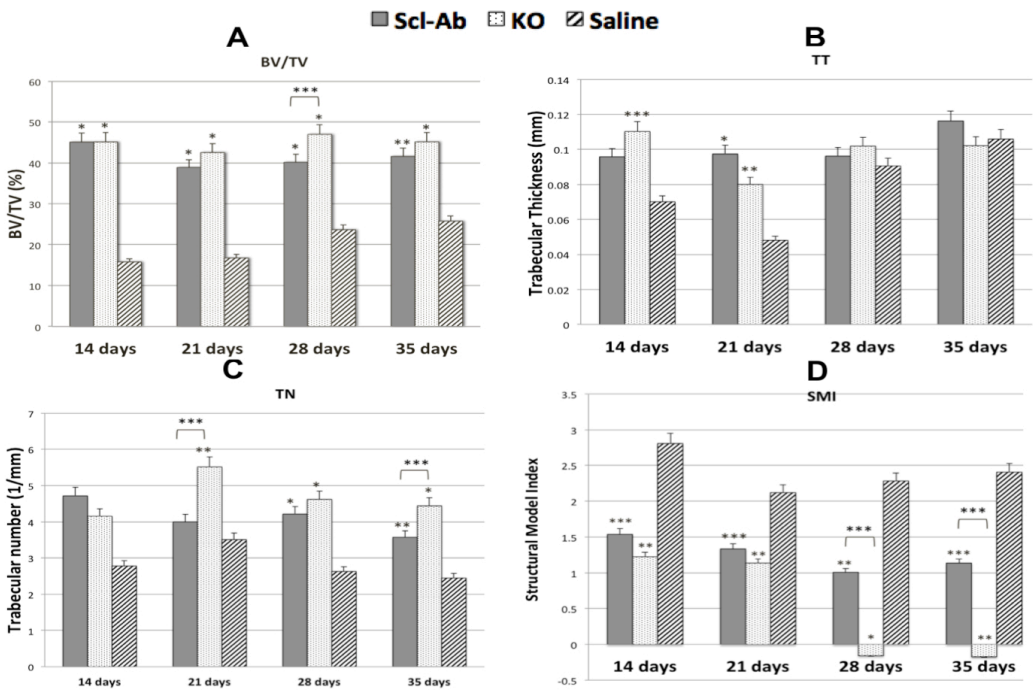 Scl-Ab KO Saline
A
BV/TV
BV/TV (%)
60
50
40
30
20
10
0
* * * * * * ** *
***
14 days 21 days 28 days 35 days
B
TT
Trabecular Thickness (mm)
0.14
0.12
0.1
0.08
0.06
0.04
0.02
0
*** * **
14 days 21 days 28 days 35 days
C
TN
Trabecular number (1/mm)
7
6
5
4
3
2
1
0
*** ***
** * * ** *
14 days 21 days 28 days 35 days
D
SMI
Structural Model Index
3.5
3
2.5
2
1.5
1
0.5
0
-0.5
*** ***
*** ** *** ** ** * *** **
14 days 21 days 28 days 35 days